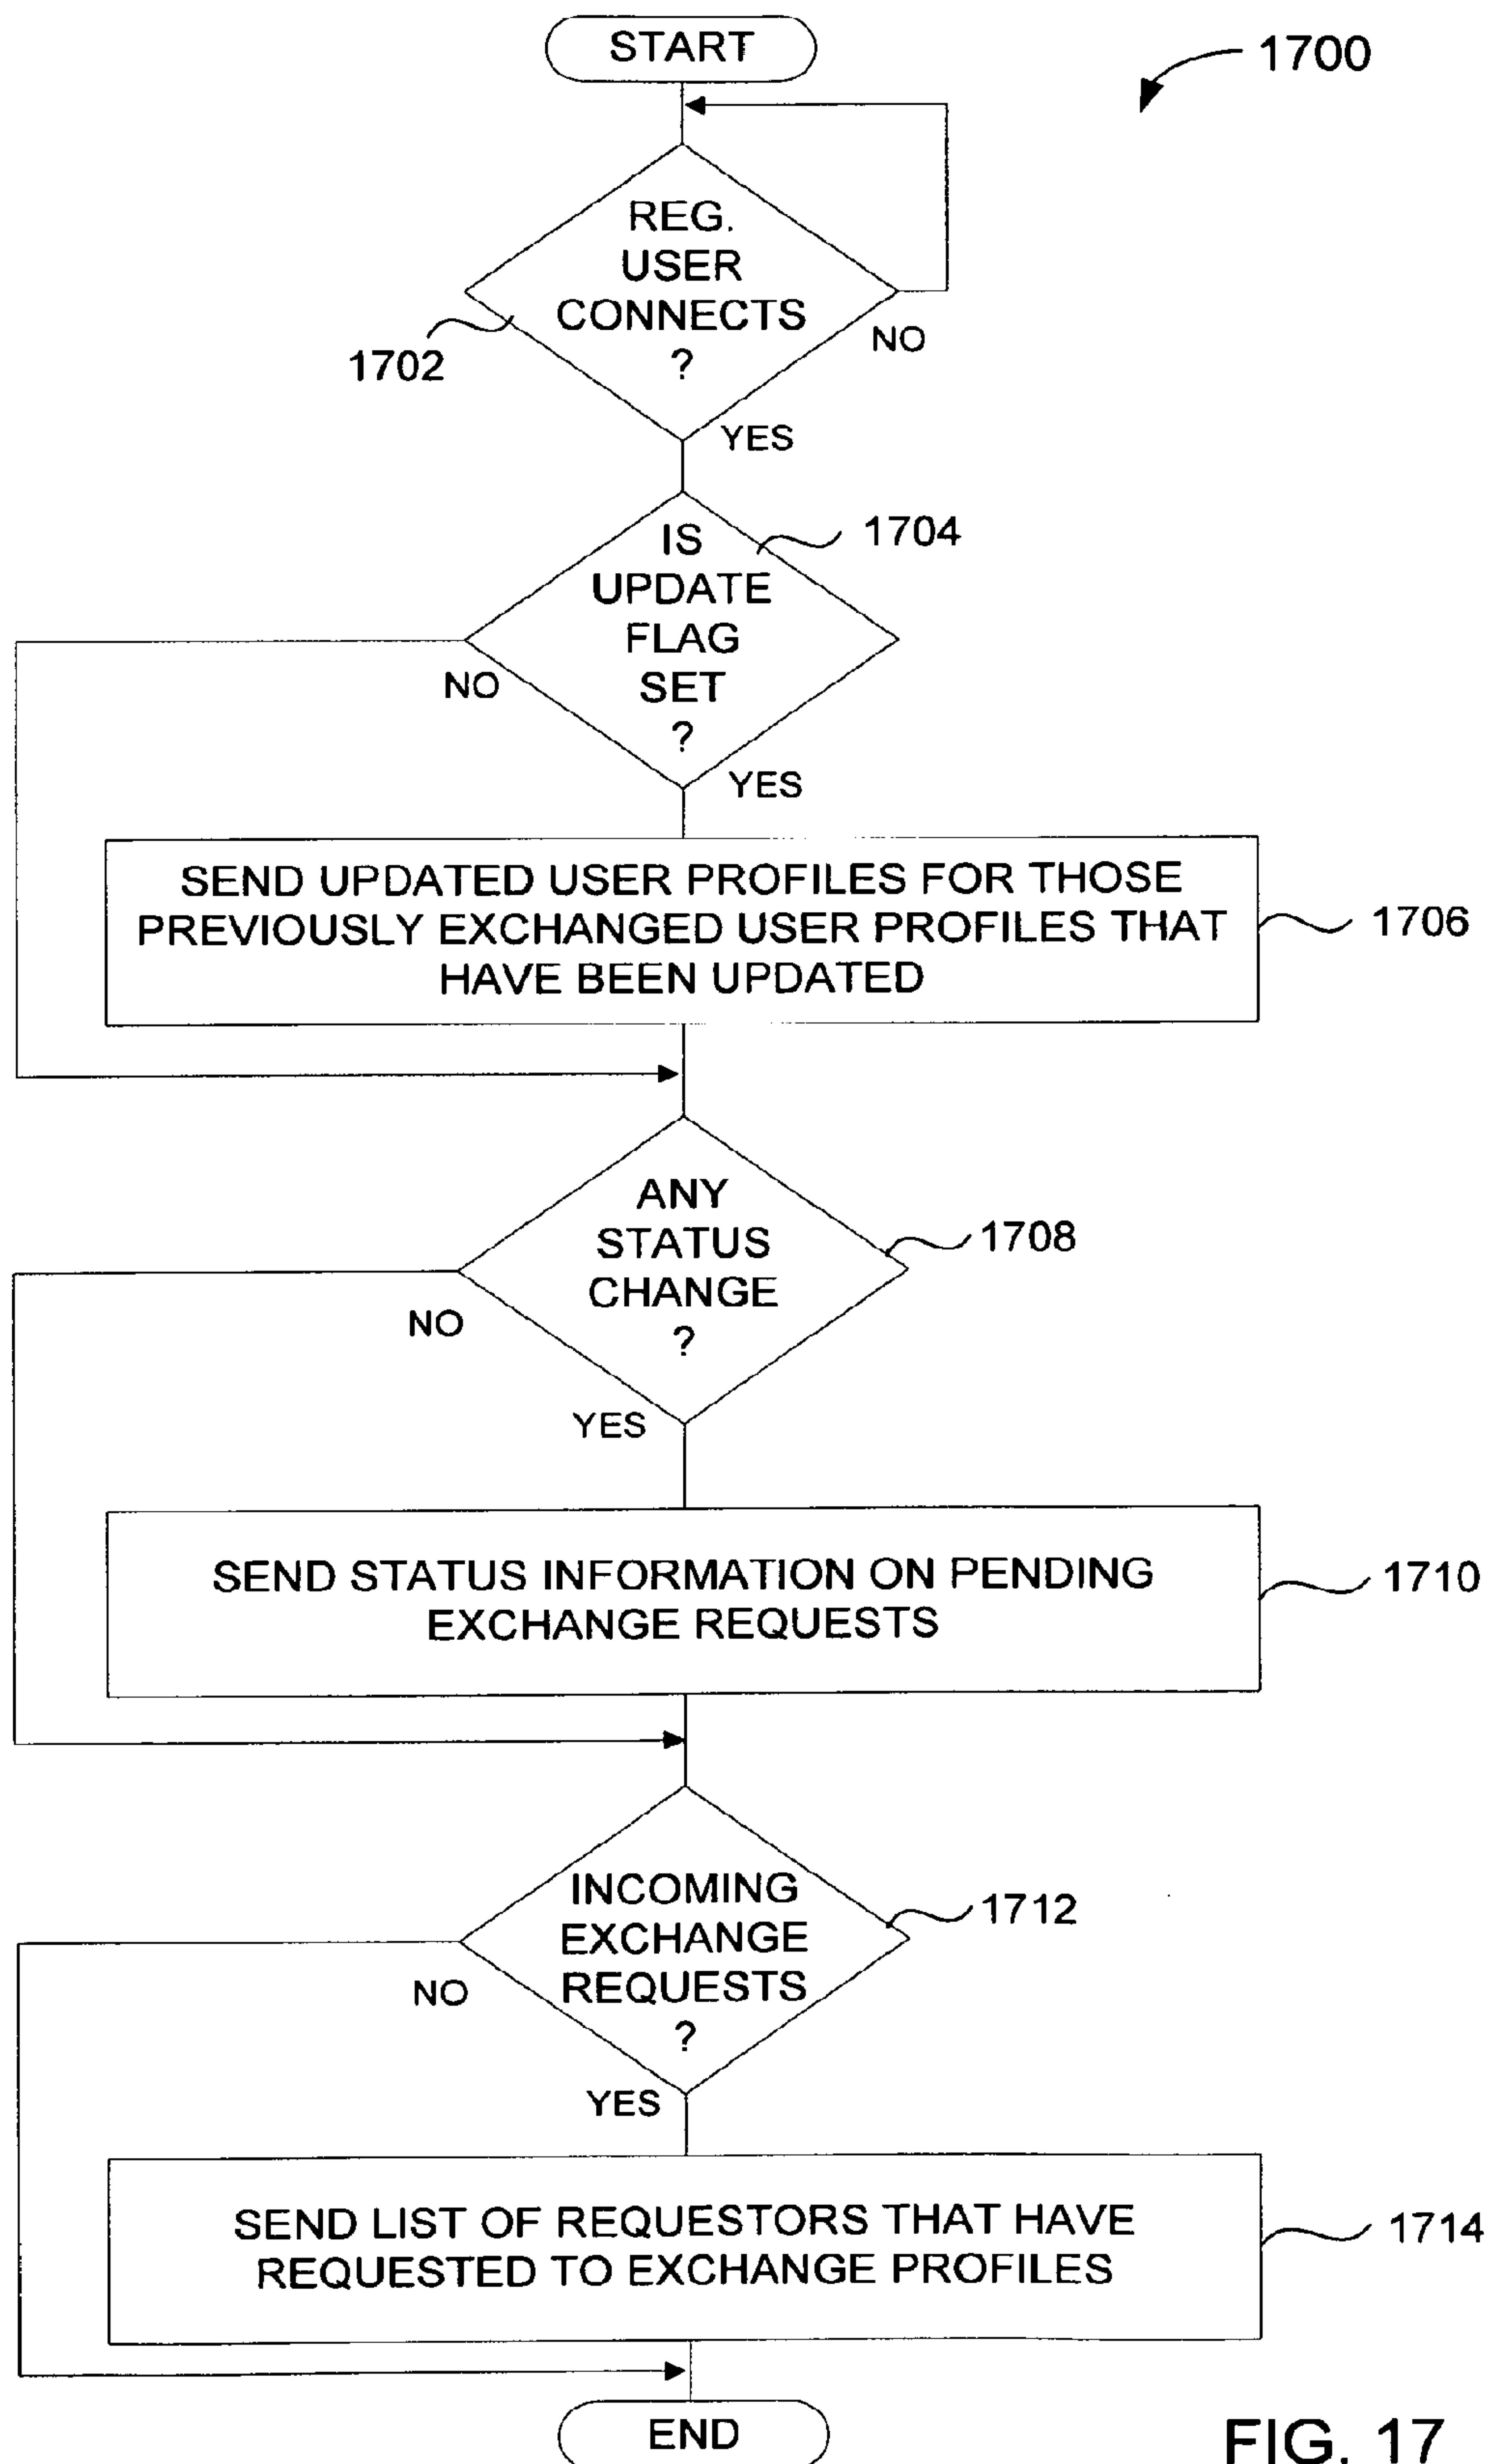 START
1700
REG.
USER
CONNECTS
?
1702
NO
YES
IS
UPDATE
FLAG
SET
?
1704
NO
YES
SEND UPDATED USER PROFILES FOR THOSE
PREVIOUSLY EXCHANGED USER PROFILES THAT
HAVE BEEN UPDATED
1706
ANY
STATUS
CHANGE
?
1708
NO
YES
SEND STATUS INFORMATION ON PENDING
EXCHANGE REQUESTS
1710
INCOMING
EXCHANGE
REQUESTS
?
1712
NO
YES
SEND LIST OF REQUESTORS THAT HAVE
REQUESTED TO EXCHANGE PROFILES
1714
END
FIG. 17